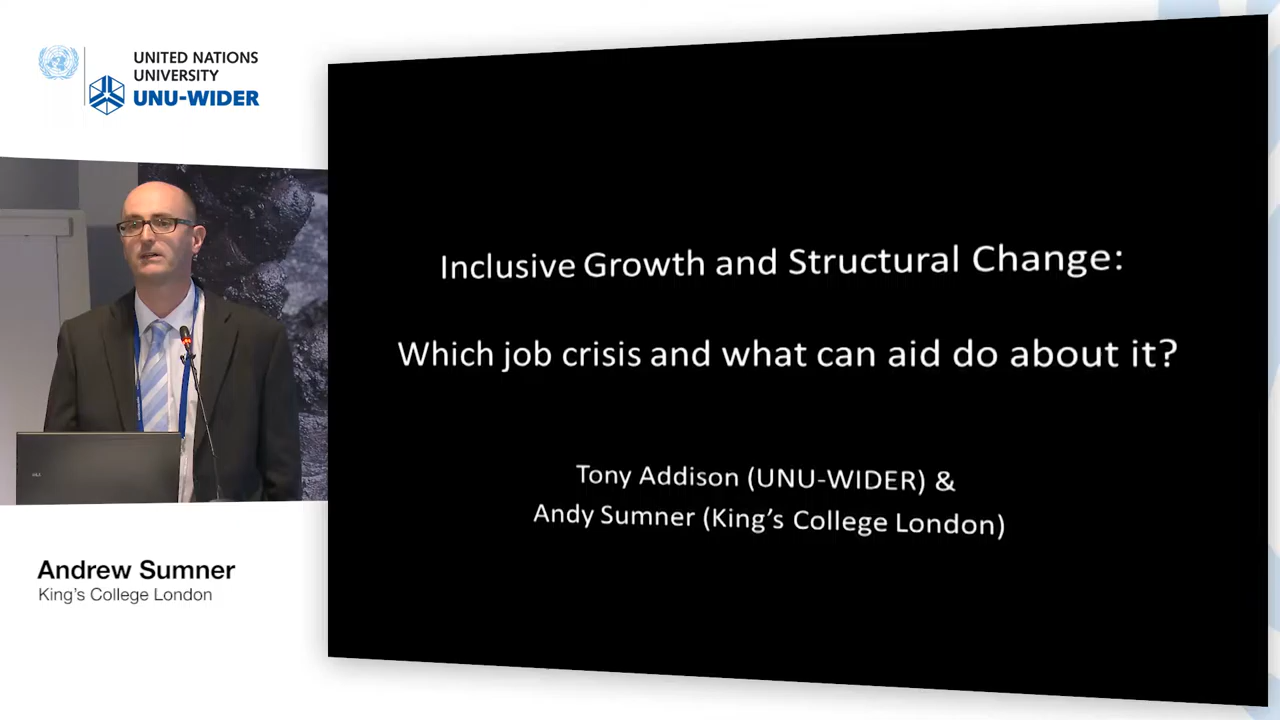 UNITED NATIONS
UNIVERSITY
UNU-WIDER
Andrew Sumner
King's College London
Inclusive Growth and Structural Change:
Which job crisis and what can aid do about it?
Tony Addison (UNU-WIDER) &
Andy Sumner (King's College London)